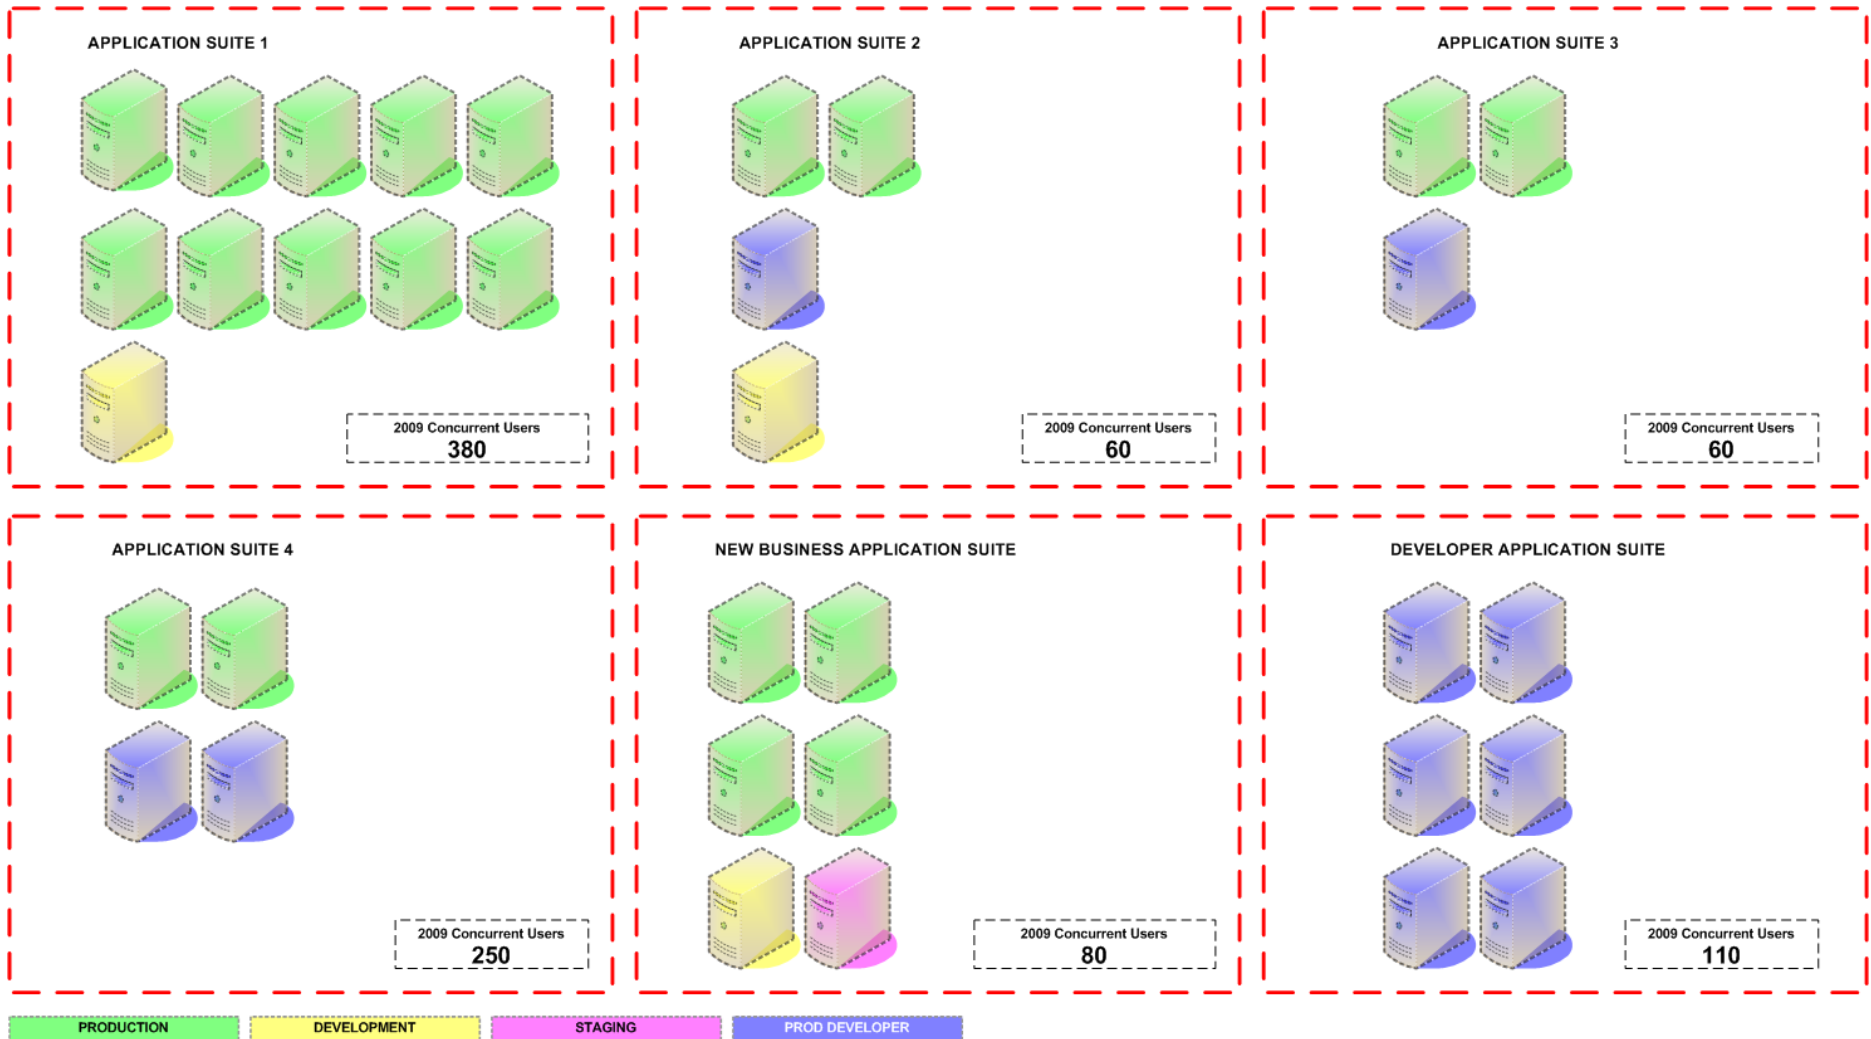 APPLICATION SUITE 1
2009 Concurrent Users
380
APPLICATION SUITE 2
2009 Concurrent Users
60
APPLICATION SUITE 3
2009 Concurrent Users
60
APPLICATION SUITE 4
2009 Concurrent Users
250
NEW BUSINESS APPLICATION SUITE
2009 Concurrent Users
80
DEVELOPER APPLICATION SUITE
2009 Concurrent Users
110
PRODUCTION
DEVELOPMENT
STAGING
PROD DEVELOPER